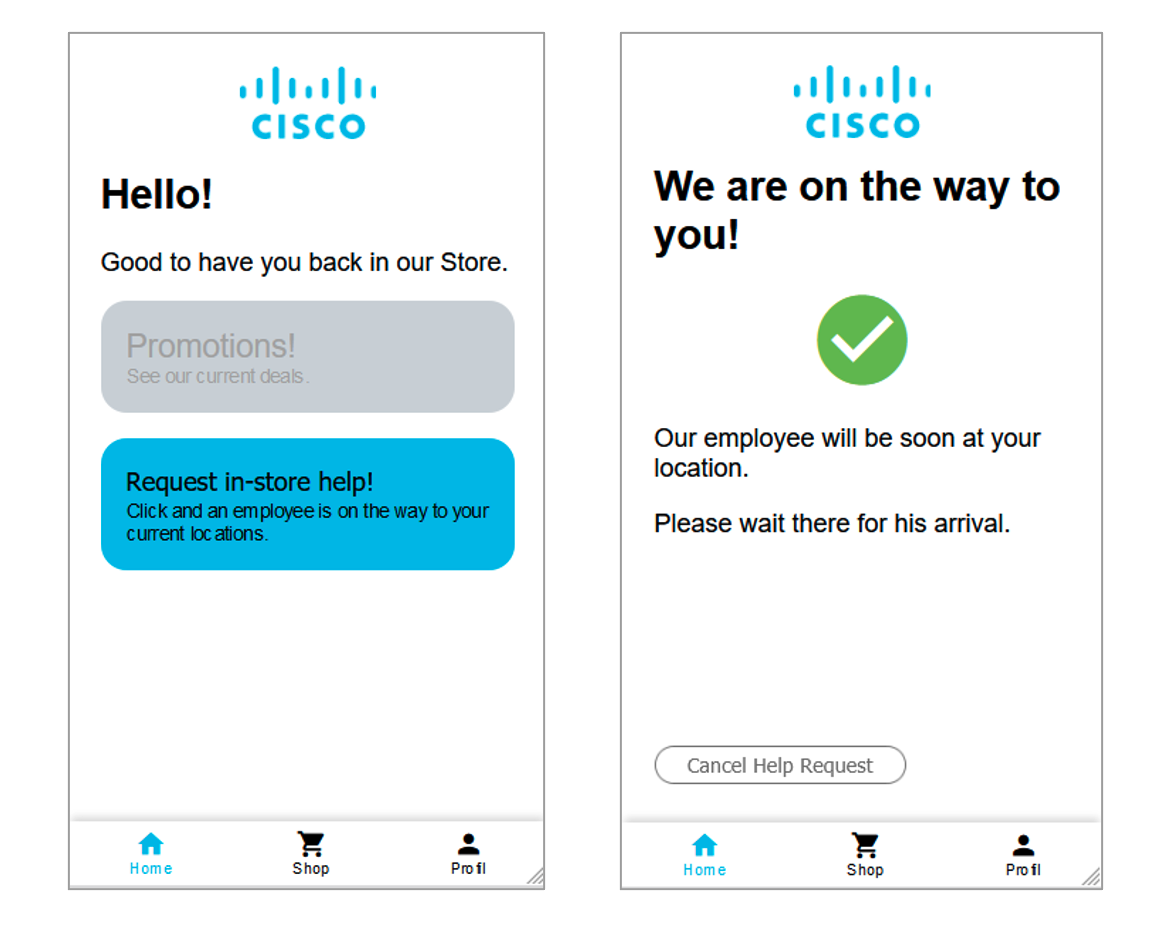 CISCO
Hello!
Good to have you back in our Store.
Promotions!
See our current deals.
Request in-store help!
Click and an employee is on the way to your
current locations.
Home
Shop
Profil
CISCO
We are on the way to
you!
Our employee will be soon at your
location.
Please wait there for his arrival.
Cancel Help Request
Home
Shop
Profil